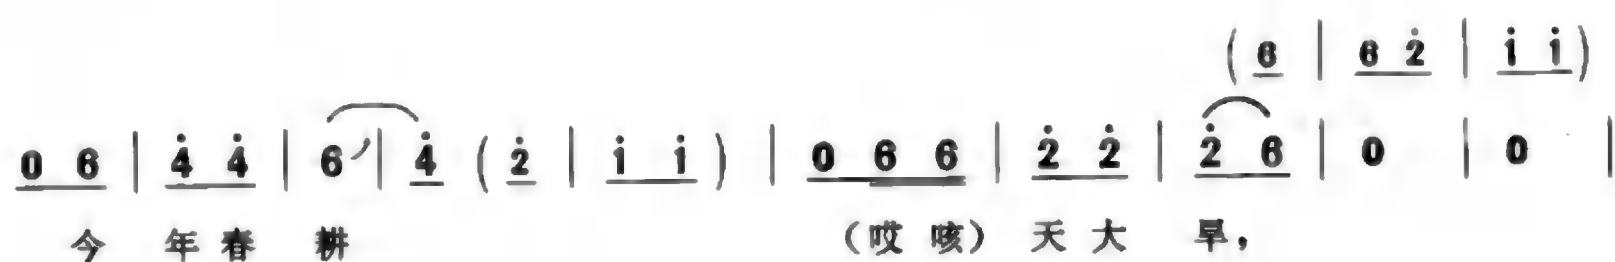 (6 | 6 2̇ | 1̇ 1̇)
0 6 | 4̇ 4̇ | 6 | 4̇ (2̇ | 1̇ 1̇) | 0 6 6 | 2̇ 2̇ | 2̇ 6 | 0 | 0 |
今 年春 耕 (哎咳) 天大 旱，